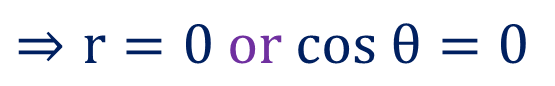 ⇒ r = 0 or cos θ = 0